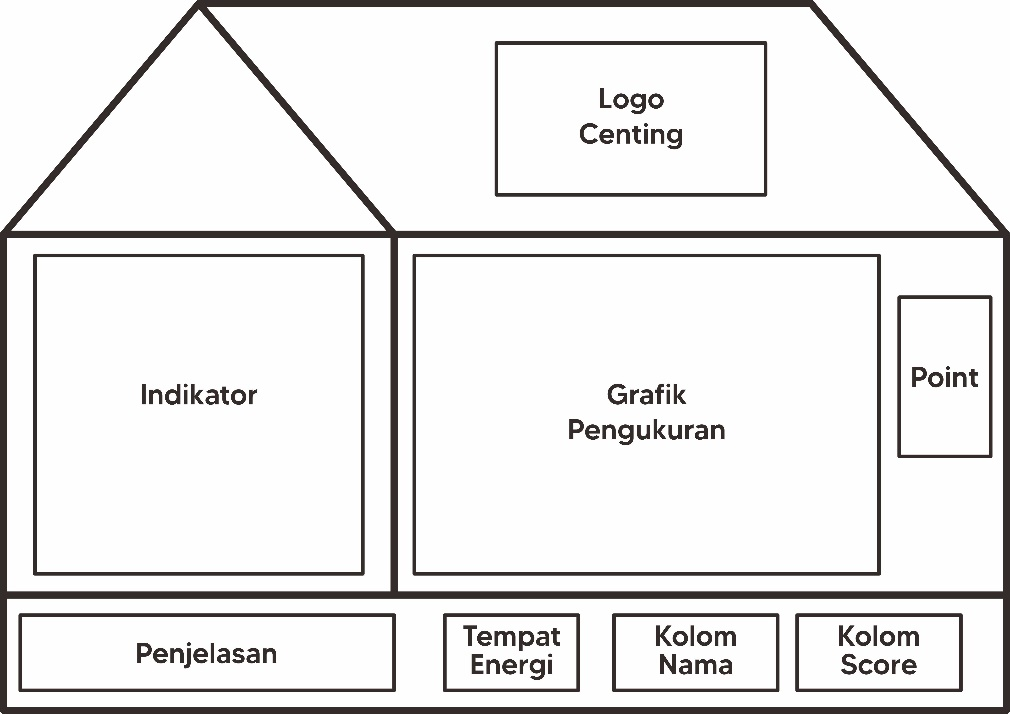 Logo
Centing
Indikator
Grafik
Pengukuran
Point
Penjelasan
Tempat
Energi
Kolom
Nama
Kolom
Score